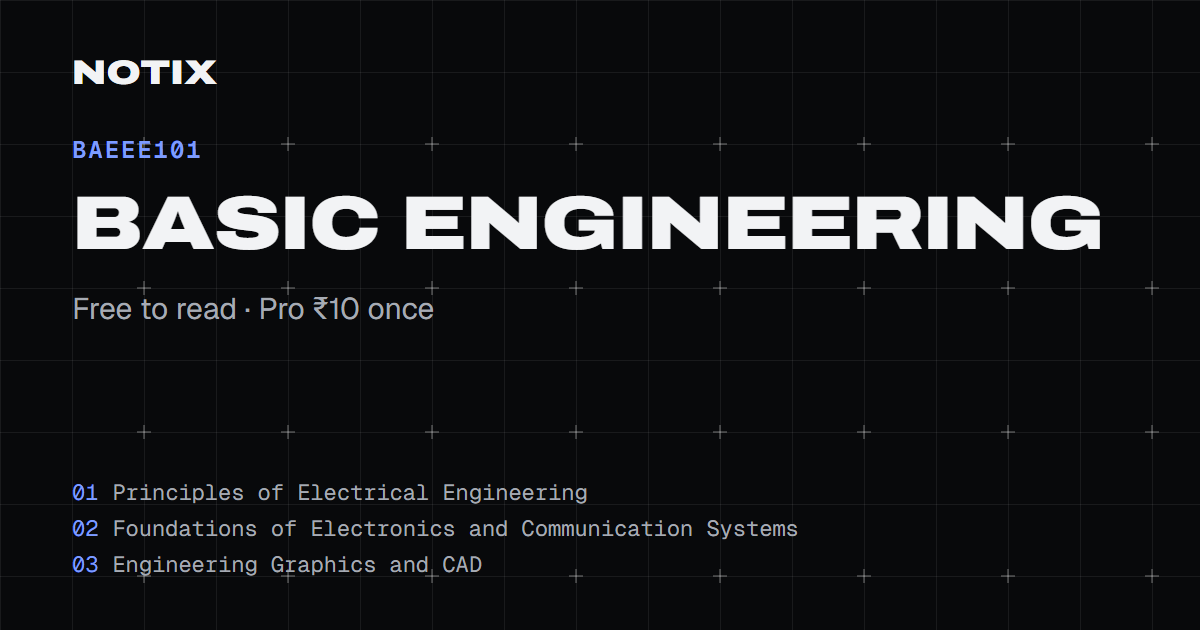 NOTIX
BAEEE101
BASIC ENGINEERING
Free to read · Pro ₹10 once
01 Principles of Electrical Engineering
02 Foundations of Electronics and Communication Systems
03 Engineering Graphics and CAD